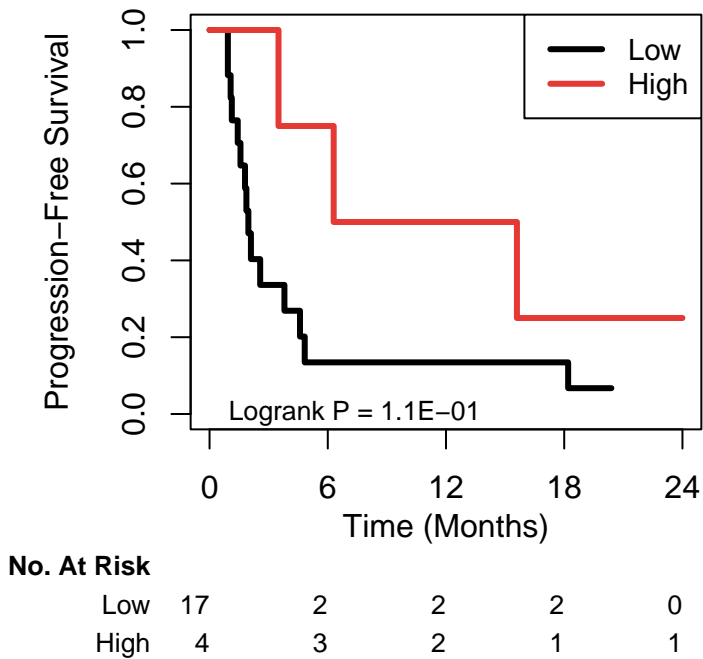 Progression−Free Survival
1.0
0.8
0.6
0.4
0.2
0.0
Low
High
Logrank P = 1.1E−01
0 6 12 18 24
Time (Months)
No. At Risk
Low 17 2 2 2 0
High 4 3 2 1 1